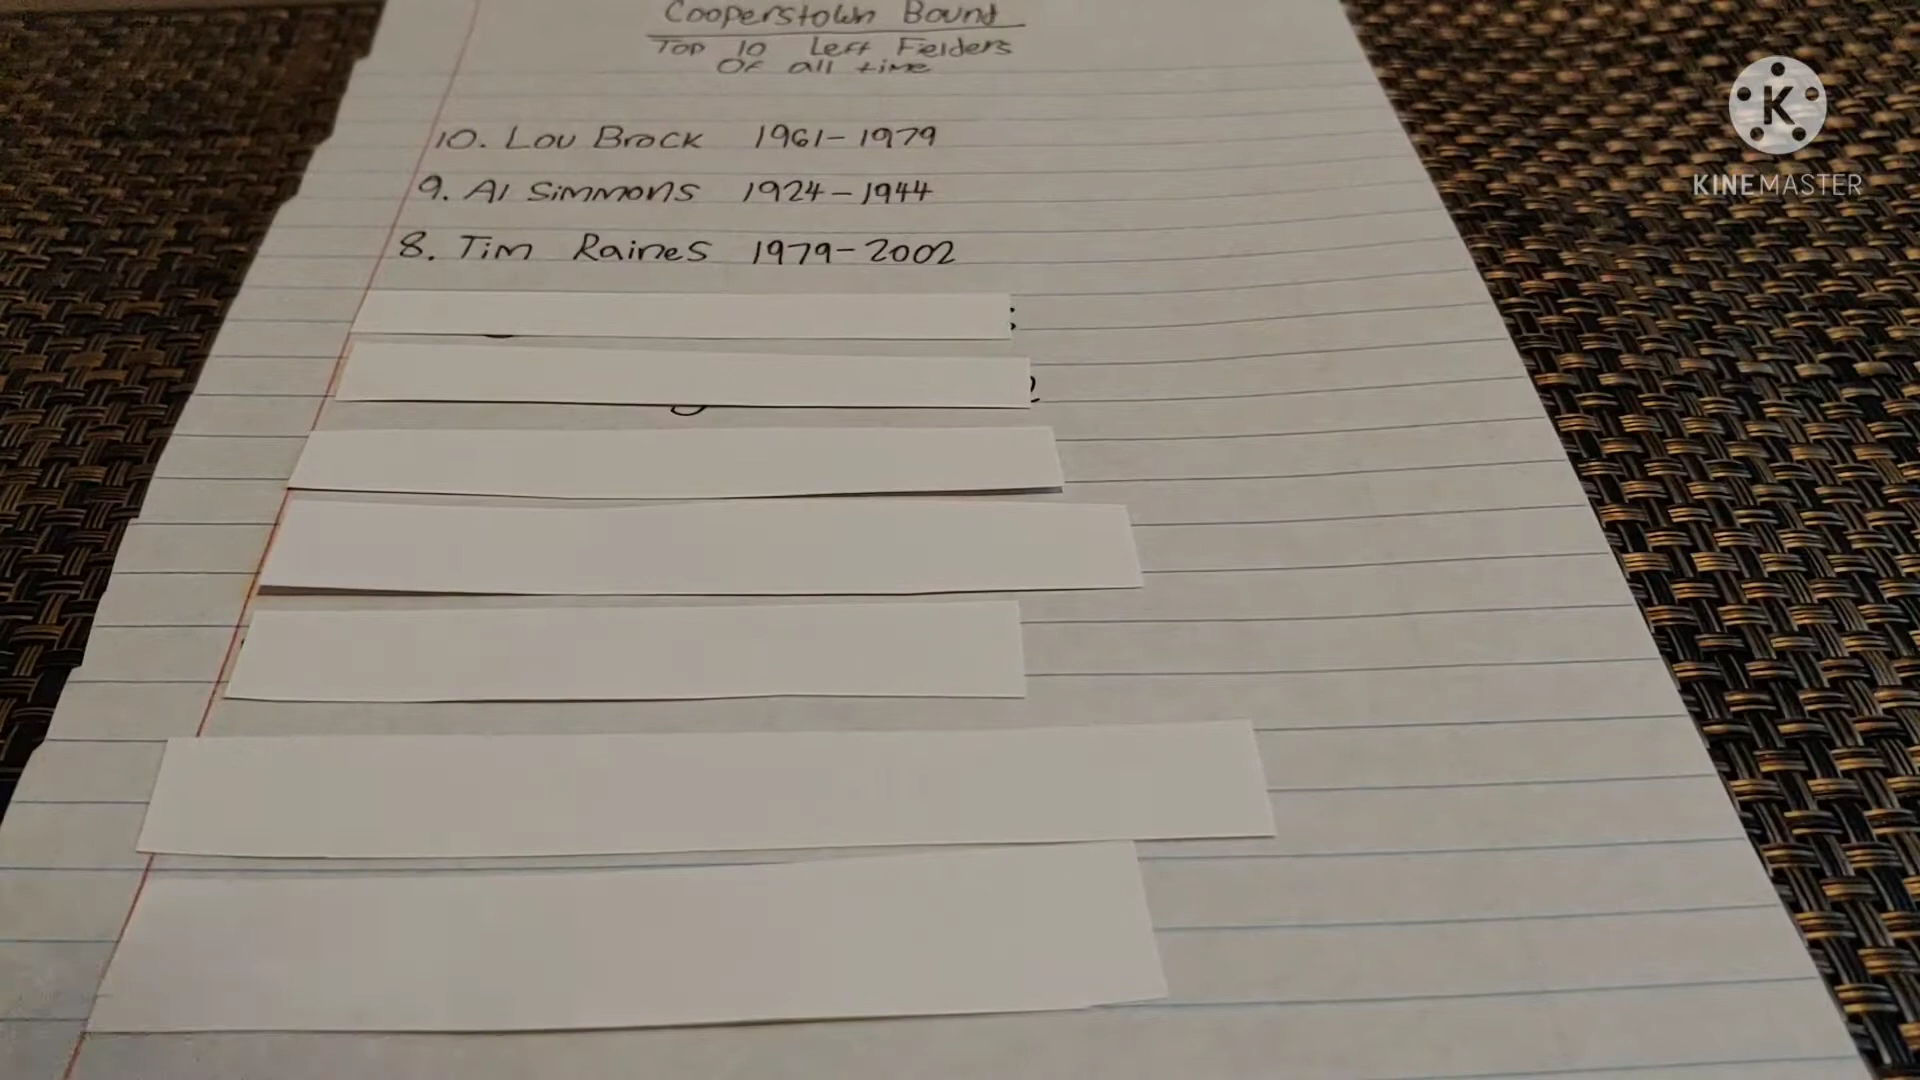 Cooperstown Bound
Top 10 Left Fielders
Of all time
10. Lou Brock 1961-1979
9. Al Simmons 1924-1944
8. Tim Raines 1979-2002
K
KINEMASTER